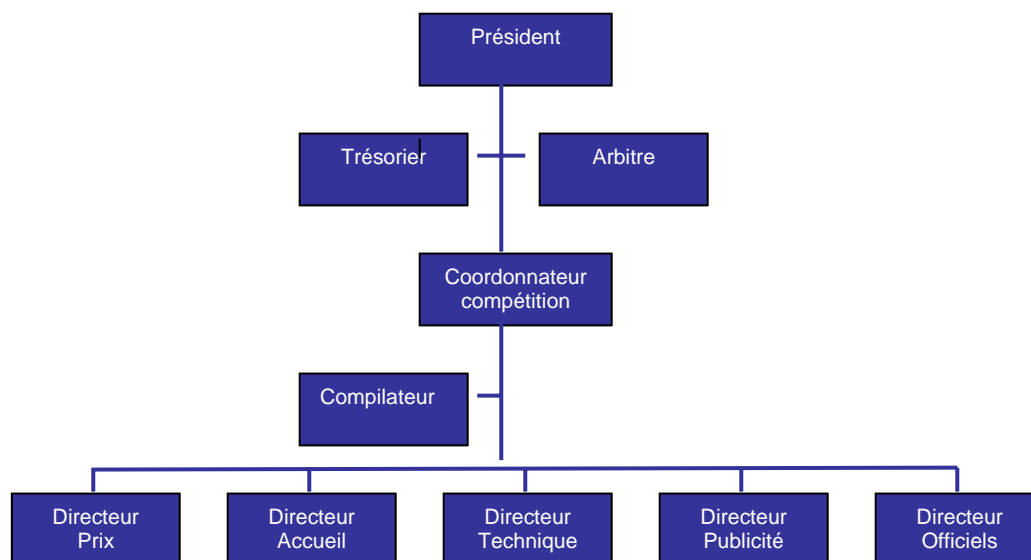 Président
Trésorier
Arbitre
Coordonnateur
compétition
Compilateur
Directeur
Prix
Directeur
Accueil
Directeur
Technique
Directeur
Publicité
Directeur
Officiels